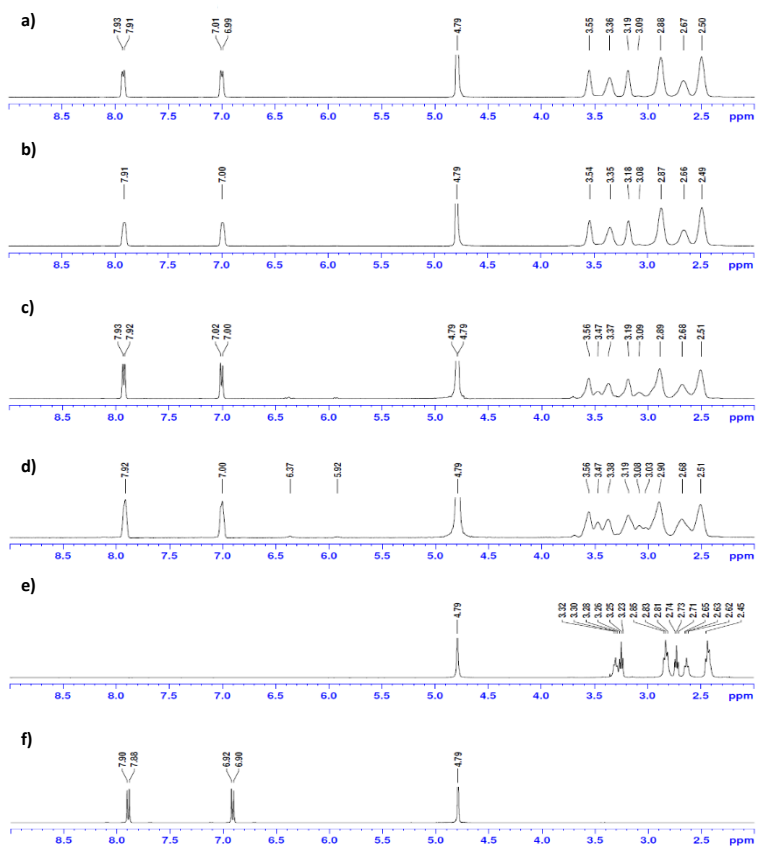 a)
7.93 7.91 7.01 6.99 4.79 3.55 3.36 3.19 3.09 2.88 2.67 2.50
8.5 8.0 7.5 7.0 6.5 6.0 5.5 5.0 4.5 4.0 3.5 3.0 2.5 ppm
b)
7.91 7.00 4.79 3.54 3.35 3.18 3.08 2.87 2.66 2.49
8.5 8.0 7.5 7.0 6.5 6.0 5.5 5.0 4.5 4.0 3.5 3.0 2.5 ppm
c)
7.93 7.92 7.02 7.00 4.79 4.79 3.56 3.47 3.37 3.19 3.09 2.89 2.68 2.51
8.5 8.0 7.5 7.0 6.5 6.0 5.5 5.0 4.5 4.0 3.5 3.0 2.5 ppm
d)
7.92 7.00 6.37 5.92 4.79 3.56 3.47 3.38 3.19 3.08 3.03 2.90 2.68 2.51
8.5 8.0 7.5 7.0 6.5 6.0 5.5 5.0 4.5 4.0 3.5 3.0 2.5 ppm
e)
4.79 3.32 3.30 3.28 3.26 3.25 3.23 2.85 2.83 2.81 2.74 2.73 2.71 2.65 2.63 2.62 2.45
8.5 8.0 7.5 7.0 6.5 6.0 5.5 5.0 4.5 4.0 3.5 3.0 2.5 ppm
f)
7.90 7.88 6.92 6.90 4.79
8.5 8.0 7.5 7.0 6.5 6.0 5.5 5.0 4.5 4.0 3.5 3.0 2.5 ppm